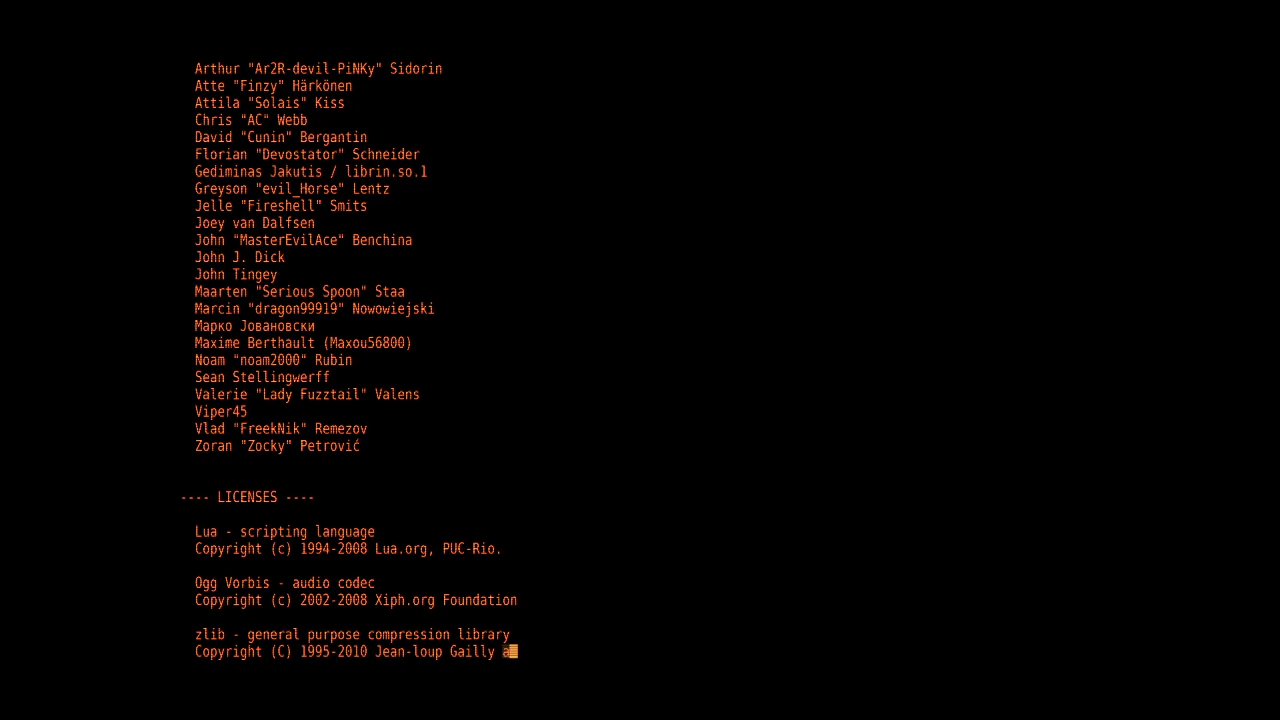 Arthur "Ar2R-devil-PiNKy" Sidorin
Atte "Finzy" Härkönen
Attila "Solais" Kiss
Chris "AC" Webb
David "Cunin" Bergantin
Florian "Devostator" Schneider
Gediminas Jakutis / librin.so.1
Greyson "evil_Horse" Lentz
Jelle "Fireshell" Smits
Joey van Dalfsen
John "MasterEvilAce" Benchina
John J. Dick
John Tingey
Maarten "Serious Spoon" Staa
Marcin "dragon99919" Nowowiejski
Марко Јовановски
Maxime Berthault (Maxou56800)
Noam "noam2000" Rubin
Sean Stellingwerff
Valerie "Lady Fuzztail" Valens
Viper45
Vlad "FreekNik" Remezov
Zoran "Zocky" Petrović
---- LICENSES ----
Lua - scripting language
Copyright (c) 1994-2008 Lua.org, PUC-Rio.
Ogg Vorbis - audio codec
Copyright (c) 2002-2008 Xiph.org Foundation
zlib - general purpose compression library
Copyright (C) 1995-2010 Jean-loup Gailly a